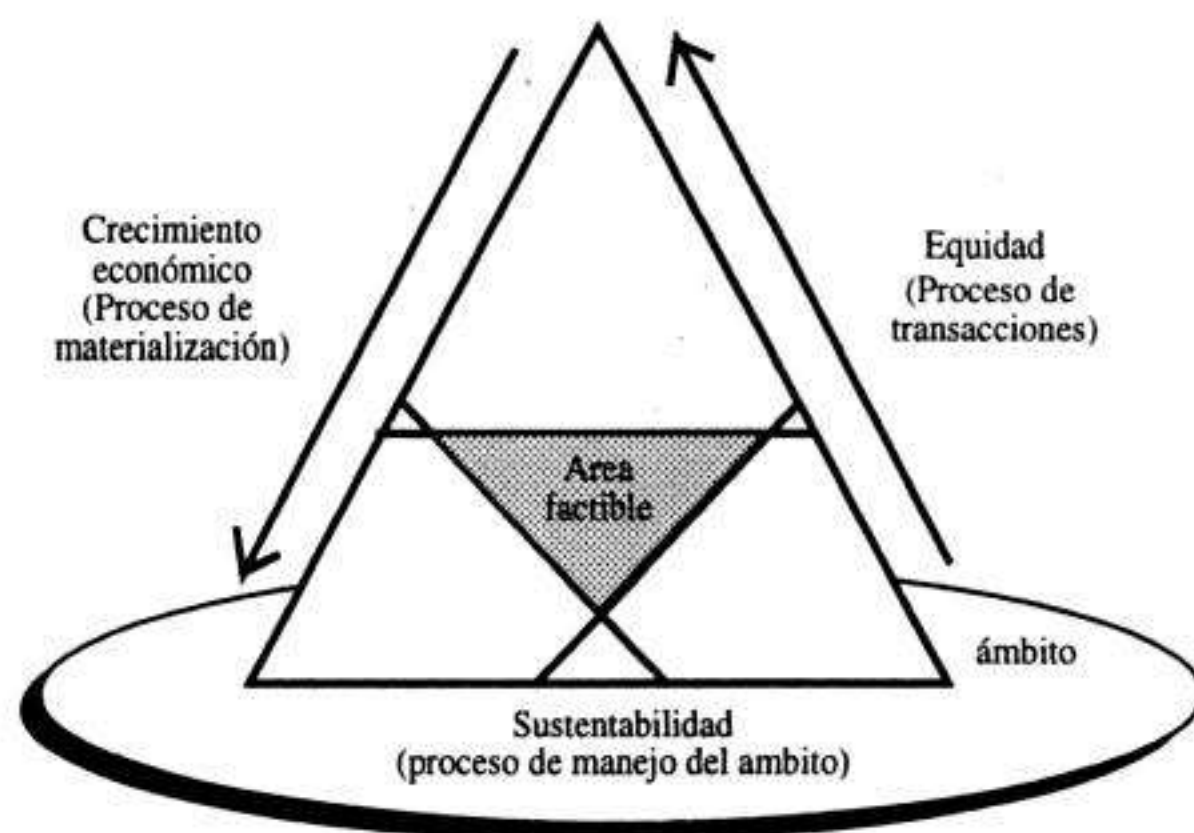 Crecimiento
económico
(Proceso de
materialización)
Equidad
(Proceso de
transacciones)
Area
factible
ámbito
Sustentabilidad
(proceso de manejo del ambito)